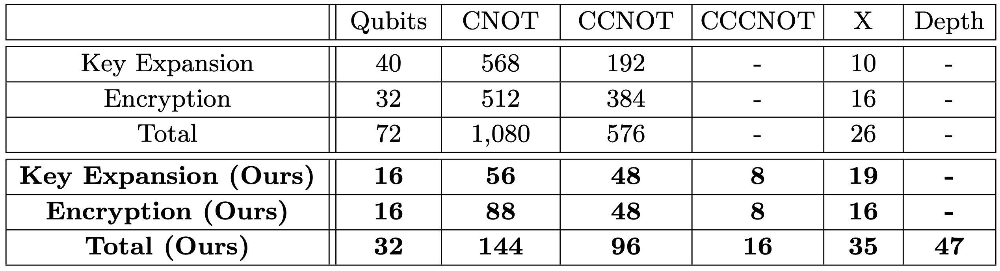 Qubits CNOT CCNOT CCCNOT X Depth
Key Expansion 40 568 192 - 10 -
Encryption 32 512 384 - 16 -
Total 72 1,080 576 - 26 -
Key Expansion (Ours) 16 56 48 8 19 -
Encryption (Ours) 16 88 48 8 16 -
Total (Ours) 32 144 96 16 35 47